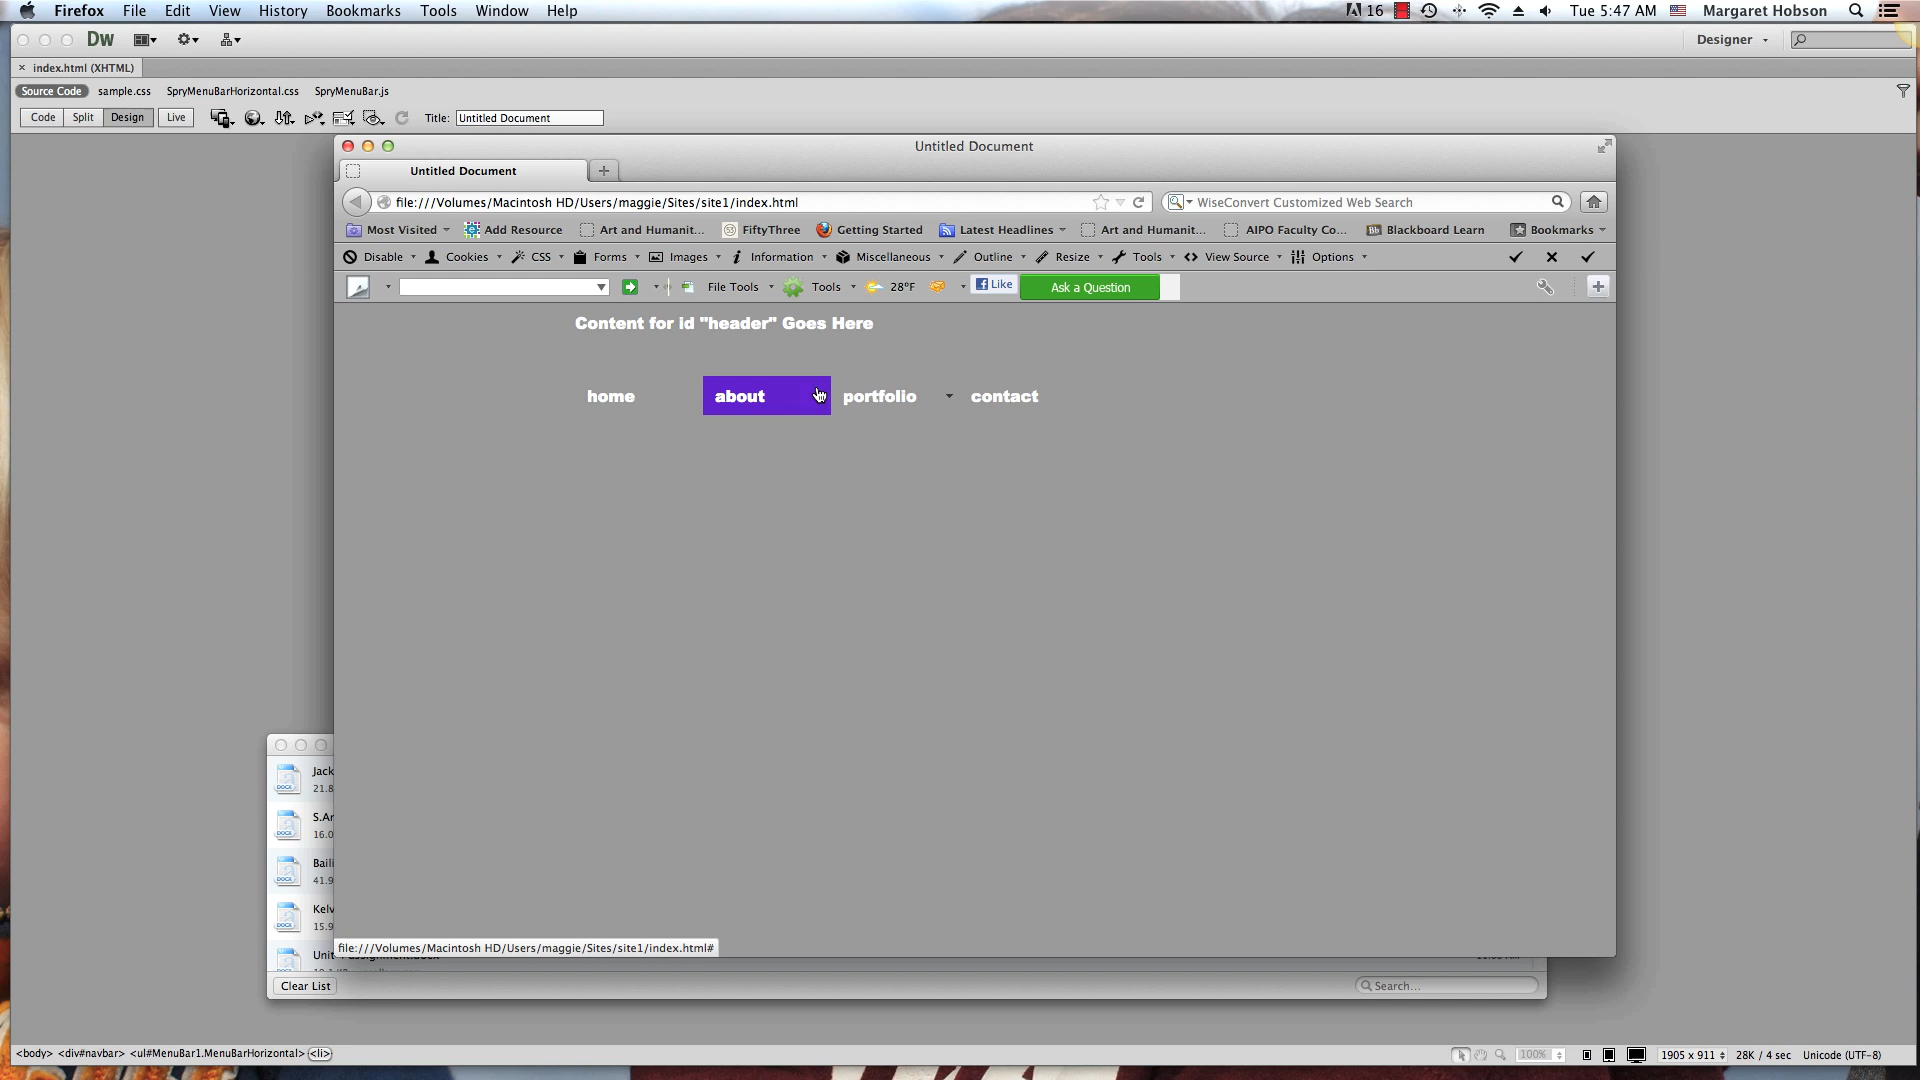 Firefox File Edit View History Bookmarks Tools Window Help 16 Tue 5:47 AM Margaret Hobson
Dw Designer
index.html (XHTML)
Source Code sample.css SpryMenuBarHorizontal.css SpryMenuBar.js
Code Split Design Live Title: Untitled Document
Untitled Document
Untitled Document
file:///Volumes/Macintosh HD/Users/maggie/Sites/site1/index.html WiseConvert Customized Web Search
Most Visited Add Resource Art and Humanit... FiftyThree Getting Started Latest Headlines Art and Humanit... AIPO Faculty Co... Bb Blackboard Learn Bookmarks
Disable Cookies CSS Forms Images Information Miscellaneous Outline Resize Tools View Source Options
File Tools Tools 28°F Like Ask a Question
Content for id "header" Goes Here
home about portfolio contact
Jack
21.8
S.Ar
16.0
Baili
41.9
Kelv
15.9
file:///Volumes/Macintosh HD/Users/maggie/Sites/site1/index.html#
Clear List Search...
<body> <div#navbar> <ul#MenuBar1.MenuBarHorizontal> <li> 100% 1905 x 911 28K / 4 sec Unicode (UTF-8)